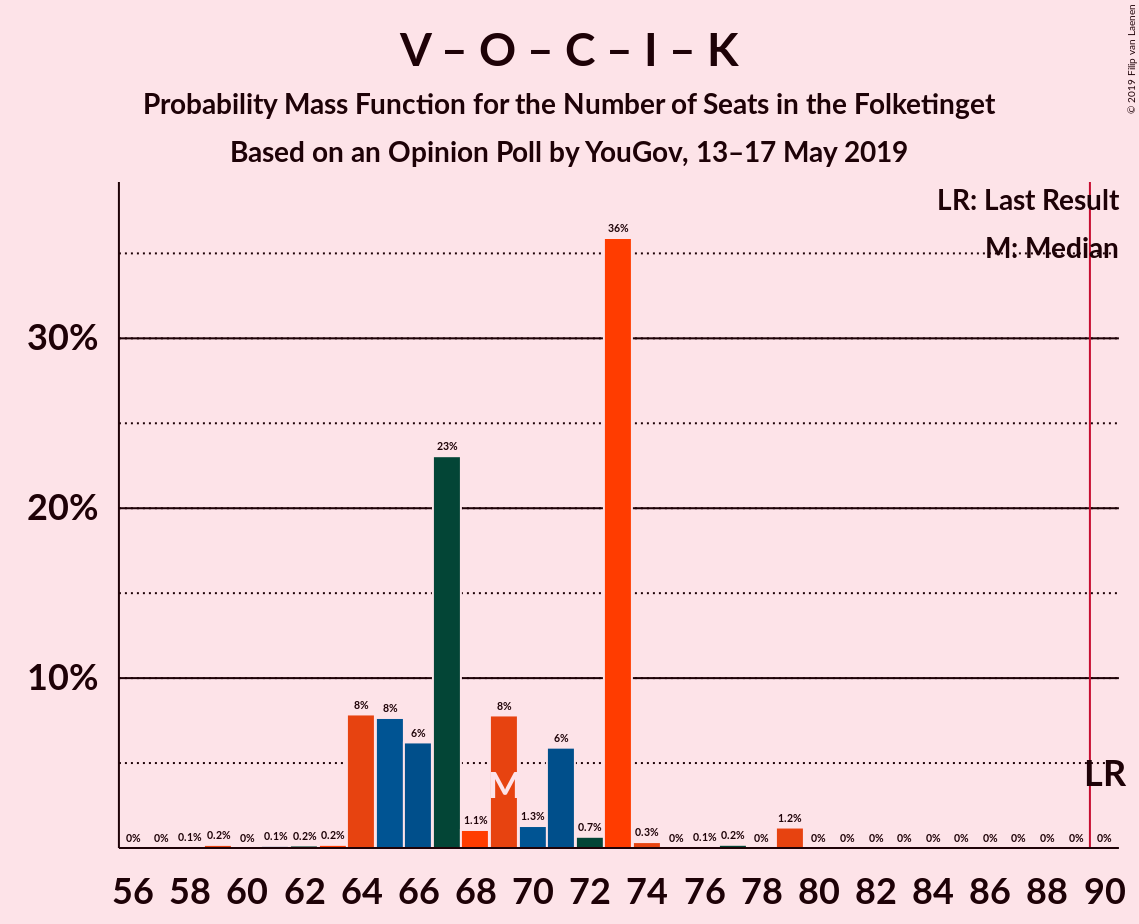 V – O – C – I – K
Probability Mass Function for the Number of Seats in the Folketinget
Based on an Opinion Poll by YouGov, 13–17 May 2019
© 2019 Filip van Laenen
LR: Last Result
M: Median
30%
20%
10%
0% 0% 0.1% 0.2% 0% 0.1% 0.2% 0.2% 8% 8% 6% 23% 1.1% 8% 1.3% 6% 0.7% 36% 0.3% 0% 0.1% 0.2% 0% 1.2% 0% 0% 0% 0% 0% 0% 0% 0% 0% 0% 0%
M
LR
56 58 60 62 64 66 68 70 72 74 76 78 80 82 84 86 88 90